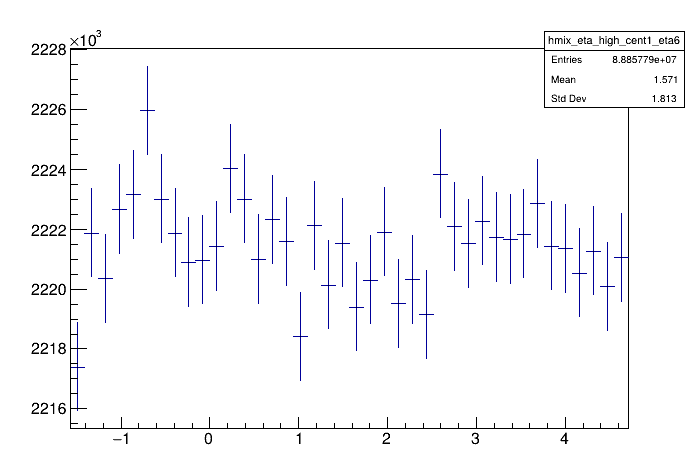 ×10³
hmix_eta_high_cent1_eta6
Entries 8.885779e+07
Mean 1.571
Std Dev 1.813
2228
2226
2224
2222
2220
2218
2216
−1 0 1 2 3 4